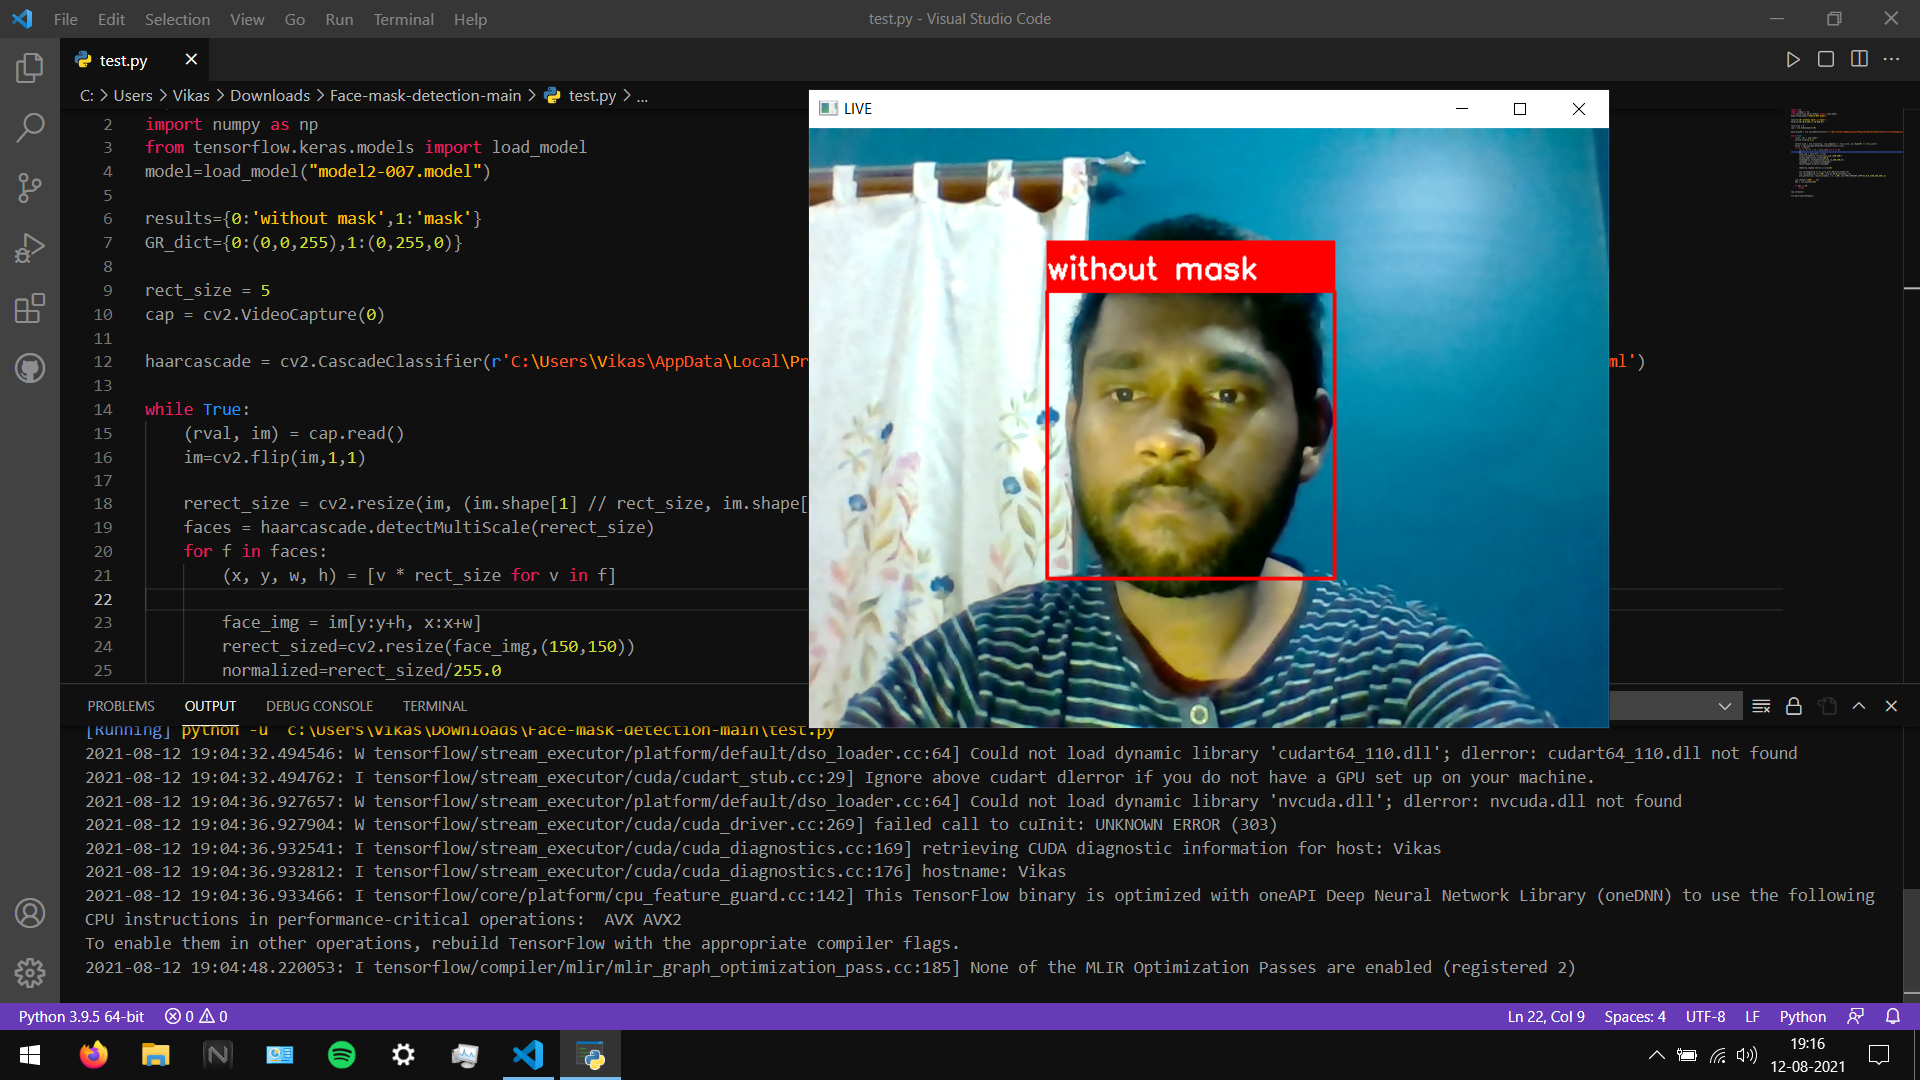 File Edit Selection View Go Run Terminal Help
test.py - Visual Studio Code
test.py
C: > Users > Vikas > Downloads > Face-mask-detection-main > test.py > ...
2 import numpy as np
3 from tensorflow.keras.models import load_model
4 model=load_model("model2-007.model")
5
6 results={0:'without mask',1:'mask'}
7 GR_dict={0:(0,0,255),1:(0,255,0)}
8
9 rect_size = 5
10 cap = cv2.VideoCapture(0)
11
12 haarcascade = cv2.CascadeClassifier(r'C:\Users\Vikas\AppData\Local\Pr ml')
13
14 while True:
15 (rval, im) = cap.read()
16 im=cv2.flip(im,1,1)
17
18 rerect_size = cv2.resize(im, (im.shape[1] // rect_size, im.shape[
19 faces = haarcascade.detectMultiScale(rerect_size)
20 for f in faces:
21 (x, y, w, h) = [v * rect_size for v in f]
22
23 face_img = im[y:y+h, x:x+w]
24 rerect_sized=cv2.resize(face_img,(150,150))
25 normalized=rerect_sized/255.0
LIVE
without mask
PROBLEMS OUTPUT DEBUG CONSOLE TERMINAL
[Running] python -u "c:\Users\Vikas\Downloads\Face-mask-detection-main\test.py"
2021-08-12 19:04:32.494546: W tensorflow/stream_executor/platform/default/dso_loader.cc:64] Could not load dynamic library 'cudart64_110.dll'; dlerror: cudart64_110.dll not found
2021-08-12 19:04:32.494762: I tensorflow/stream_executor/cuda/cudart_stub.cc:29] Ignore above cudart dlerror if you do not have a GPU set up on your machine.
2021-08-12 19:04:36.927657: W tensorflow/stream_executor/platform/default/dso_loader.cc:64] Could not load dynamic library 'nvcuda.dll'; dlerror: nvcuda.dll not found
2021-08-12 19:04:36.927904: W tensorflow/stream_executor/cuda/cuda_driver.cc:269] failed call to cuInit: UNKNOWN ERROR (303)
2021-08-12 19:04:36.932541: I tensorflow/stream_executor/cuda/cuda_diagnostics.cc:169] retrieving CUDA diagnostic information for host: Vikas
2021-08-12 19:04:36.932812: I tensorflow/stream_executor/cuda/cuda_diagnostics.cc:176] hostname: Vikas
2021-08-12 19:04:36.933466: I tensorflow/core/platform/cpu_feature_guard.cc:142] This TensorFlow binary is optimized with oneAPI Deep Neural Network Library (oneDNN) to use the following
CPU instructions in performance-critical operations:  AVX AVX2
To enable them in other operations, rebuild TensorFlow with the appropriate compiler flags.
2021-08-12 19:04:48.220053: I tensorflow/compiler/mlir/mlir_graph_optimization_pass.cc:185] None of the MLIR Optimization Passes are enabled (registered 2)
Python 3.9.5 64-bit 0 0 Ln 22, Col 9 Spaces: 4 UTF-8 LF Python
19:16
12-08-2021